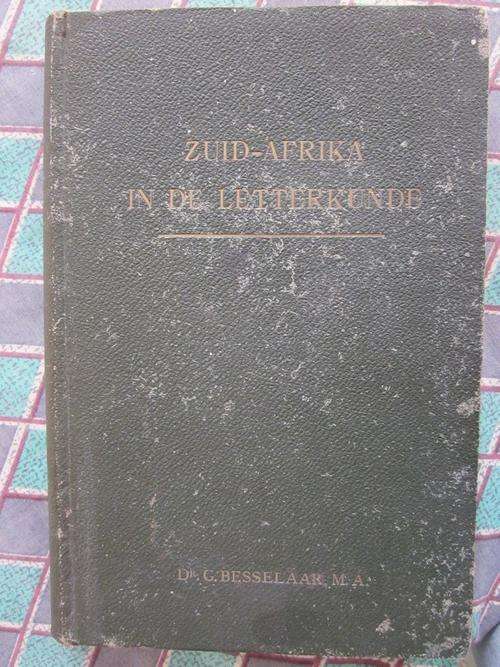 ZUID-AFRIKA
IN DE LETTERKUNDE
Dr. G. BESSELAAR, M. A.